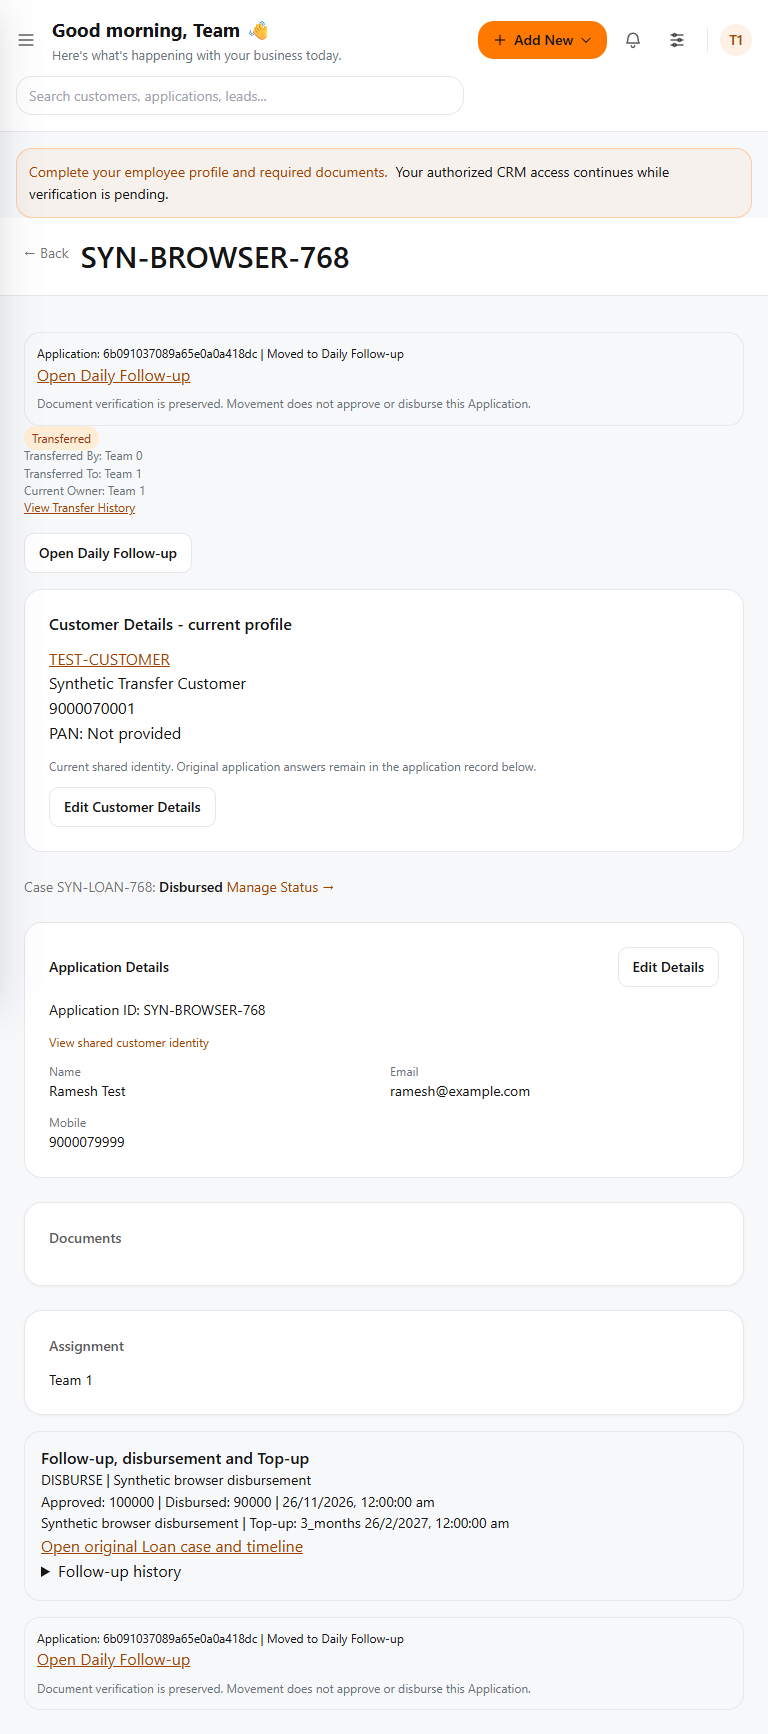 Good morning, Team 👋
Here's what's happening with your business today.
+ Add New
T1
Search customers, applications, leads...
Complete your employee profile and required documents. Your authorized CRM access continues while
verification is pending.
← Back SYN-BROWSER-768
Application: 6b091037089a65e0a0a418dc | Moved to Daily Follow-up
Open Daily Follow-up
Document verification is preserved. Movement does not approve or disburse this Application.
Transferred
Transferred By: Team 0
Transferred To: Team 1
Current Owner: Team 1
View Transfer History
Open Daily Follow-up
Customer Details - current profile
TEST-CUSTOMER
Synthetic Transfer Customer
9000070001
PAN: Not provided
Current shared identity. Original application answers remain in the application record below.
Edit Customer Details
Case SYN-LOAN-768: Disbursed Manage Status →
Application Details
Edit Details
Application ID: SYN-BROWSER-768
View shared customer identity
Name
Ramesh Test
Email
ramesh@example.com
Mobile
9000079999
Documents
Assignment
Team 1
Follow-up, disbursement and Top-up
DISBURSE | Synthetic browser disbursement
Approved: 100000 | Disbursed: 90000 | 26/11/2026, 12:00:00 am
Synthetic browser disbursement | Top-up: 3_months 26/2/2027, 12:00:00 am
Open original Loan case and timeline
▶ Follow-up history
Application: 6b091037089a65e0a0a418dc | Moved to Daily Follow-up
Open Daily Follow-up
Document verification is preserved. Movement does not approve or disburse this Application.